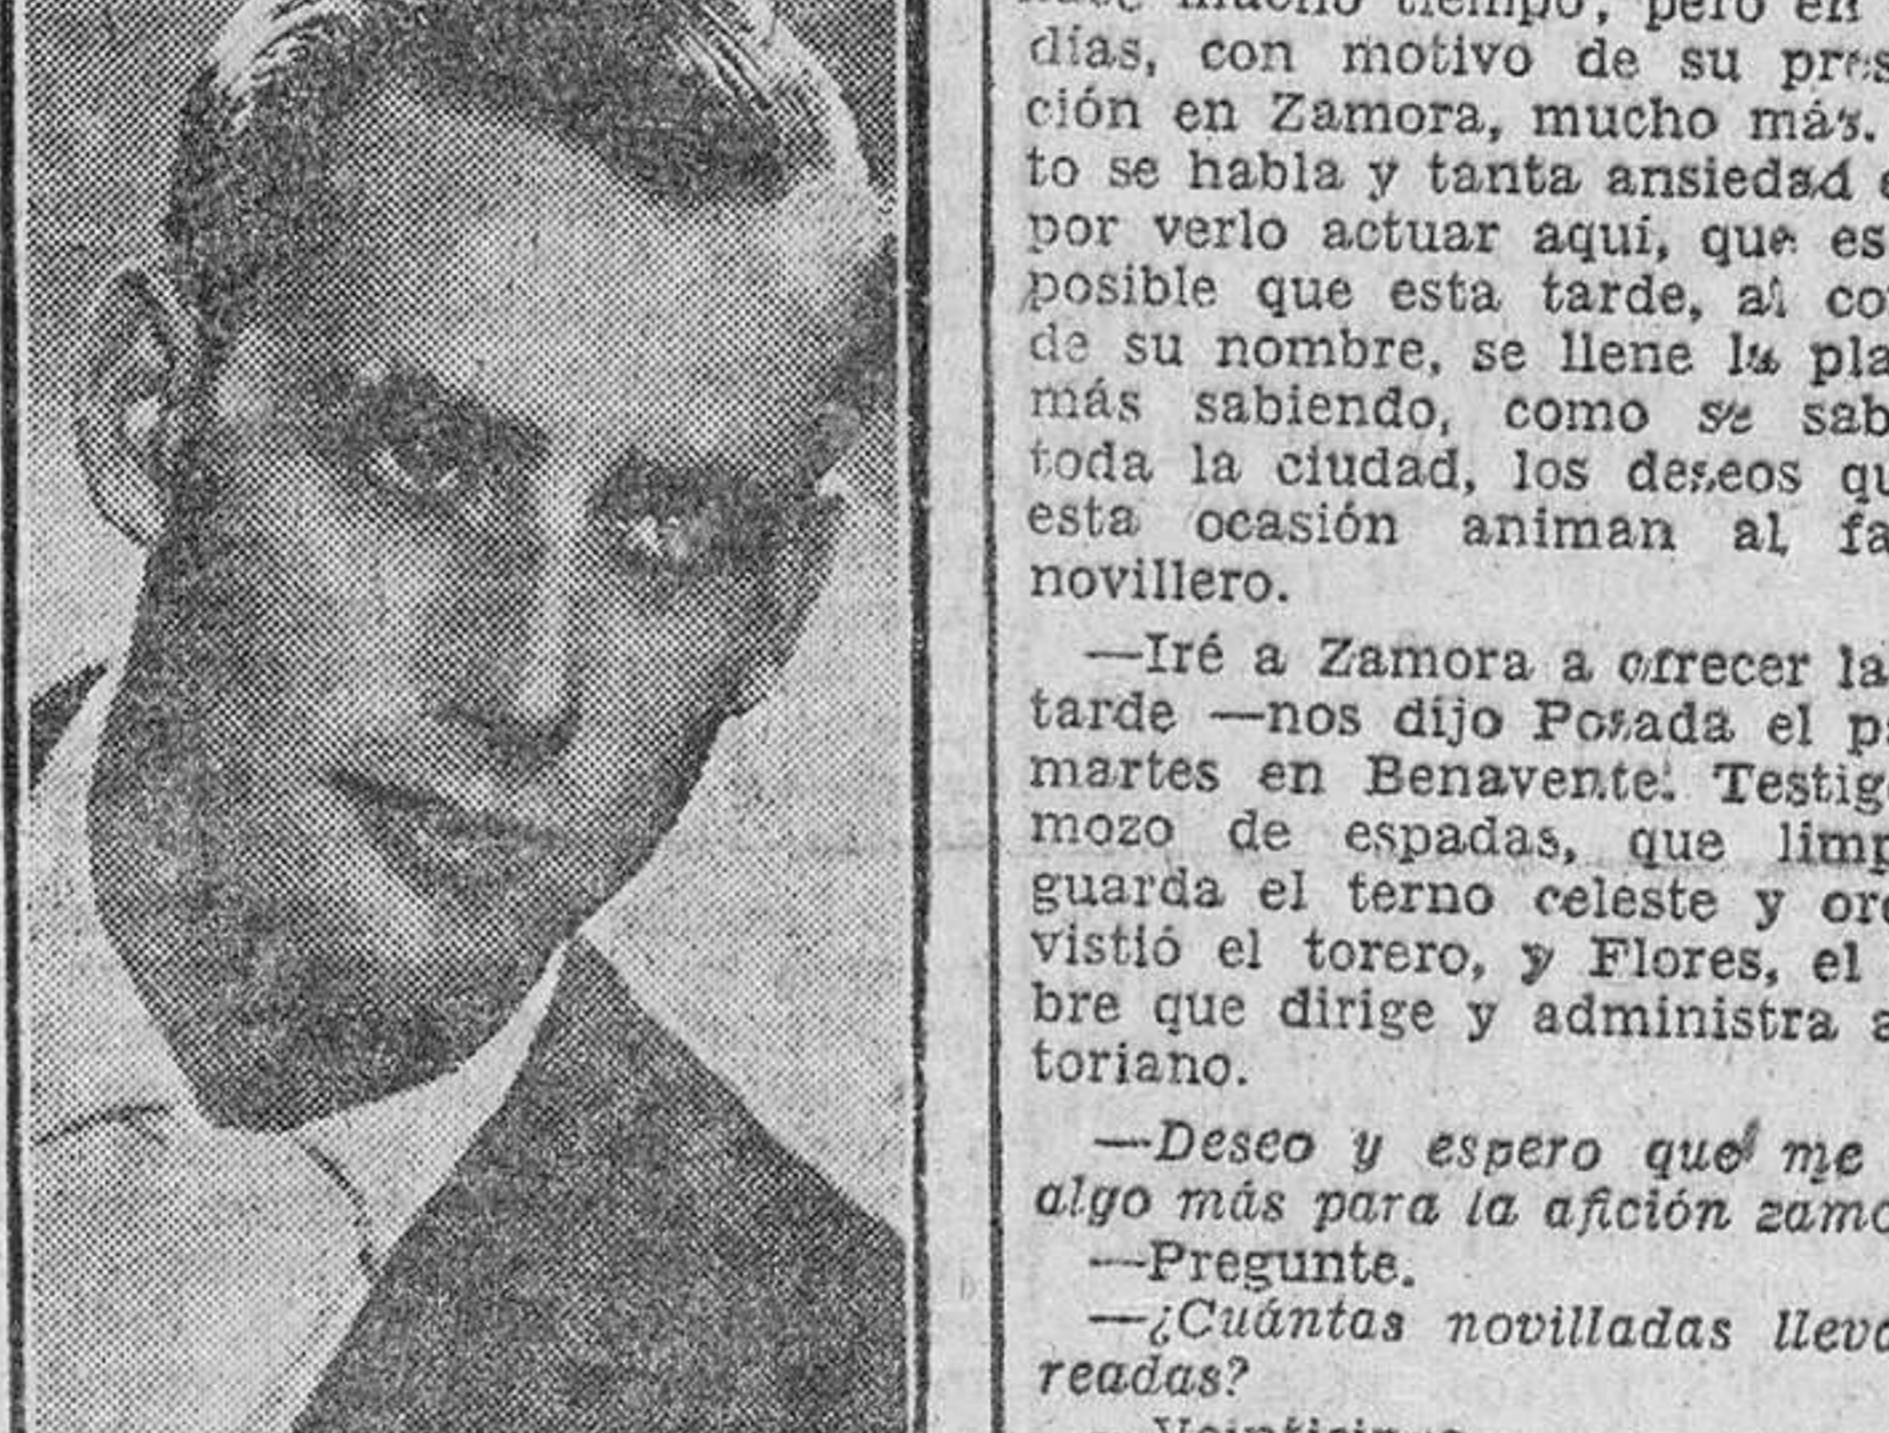 mucho tiempo, pero en
días, con motivo de su pres
ción en Zamora, mucho más.
to se habla y tanta ansiedad
por verlo actuar aquí, que es
posible que esta tarde, al co
de su nombre, se llene la pla
más sabiendo, como se sab
toda la ciudad, los deseos qu
esta ocasión animan al fa
novillero.
—Iré a Zamora a ofrecer la
tarde —nos dijo Posada el p
martes en Benavente. Testig
mozo de espadas, que limp
guarda el terno celeste y oro
vistió el torero, y Flores, el
bre que dirige y administra a
toriano.
—Deseo y espero que me
algo más para la afición zamo
—Pregunte.
—¿Cuántas novilladas lleva
readas?